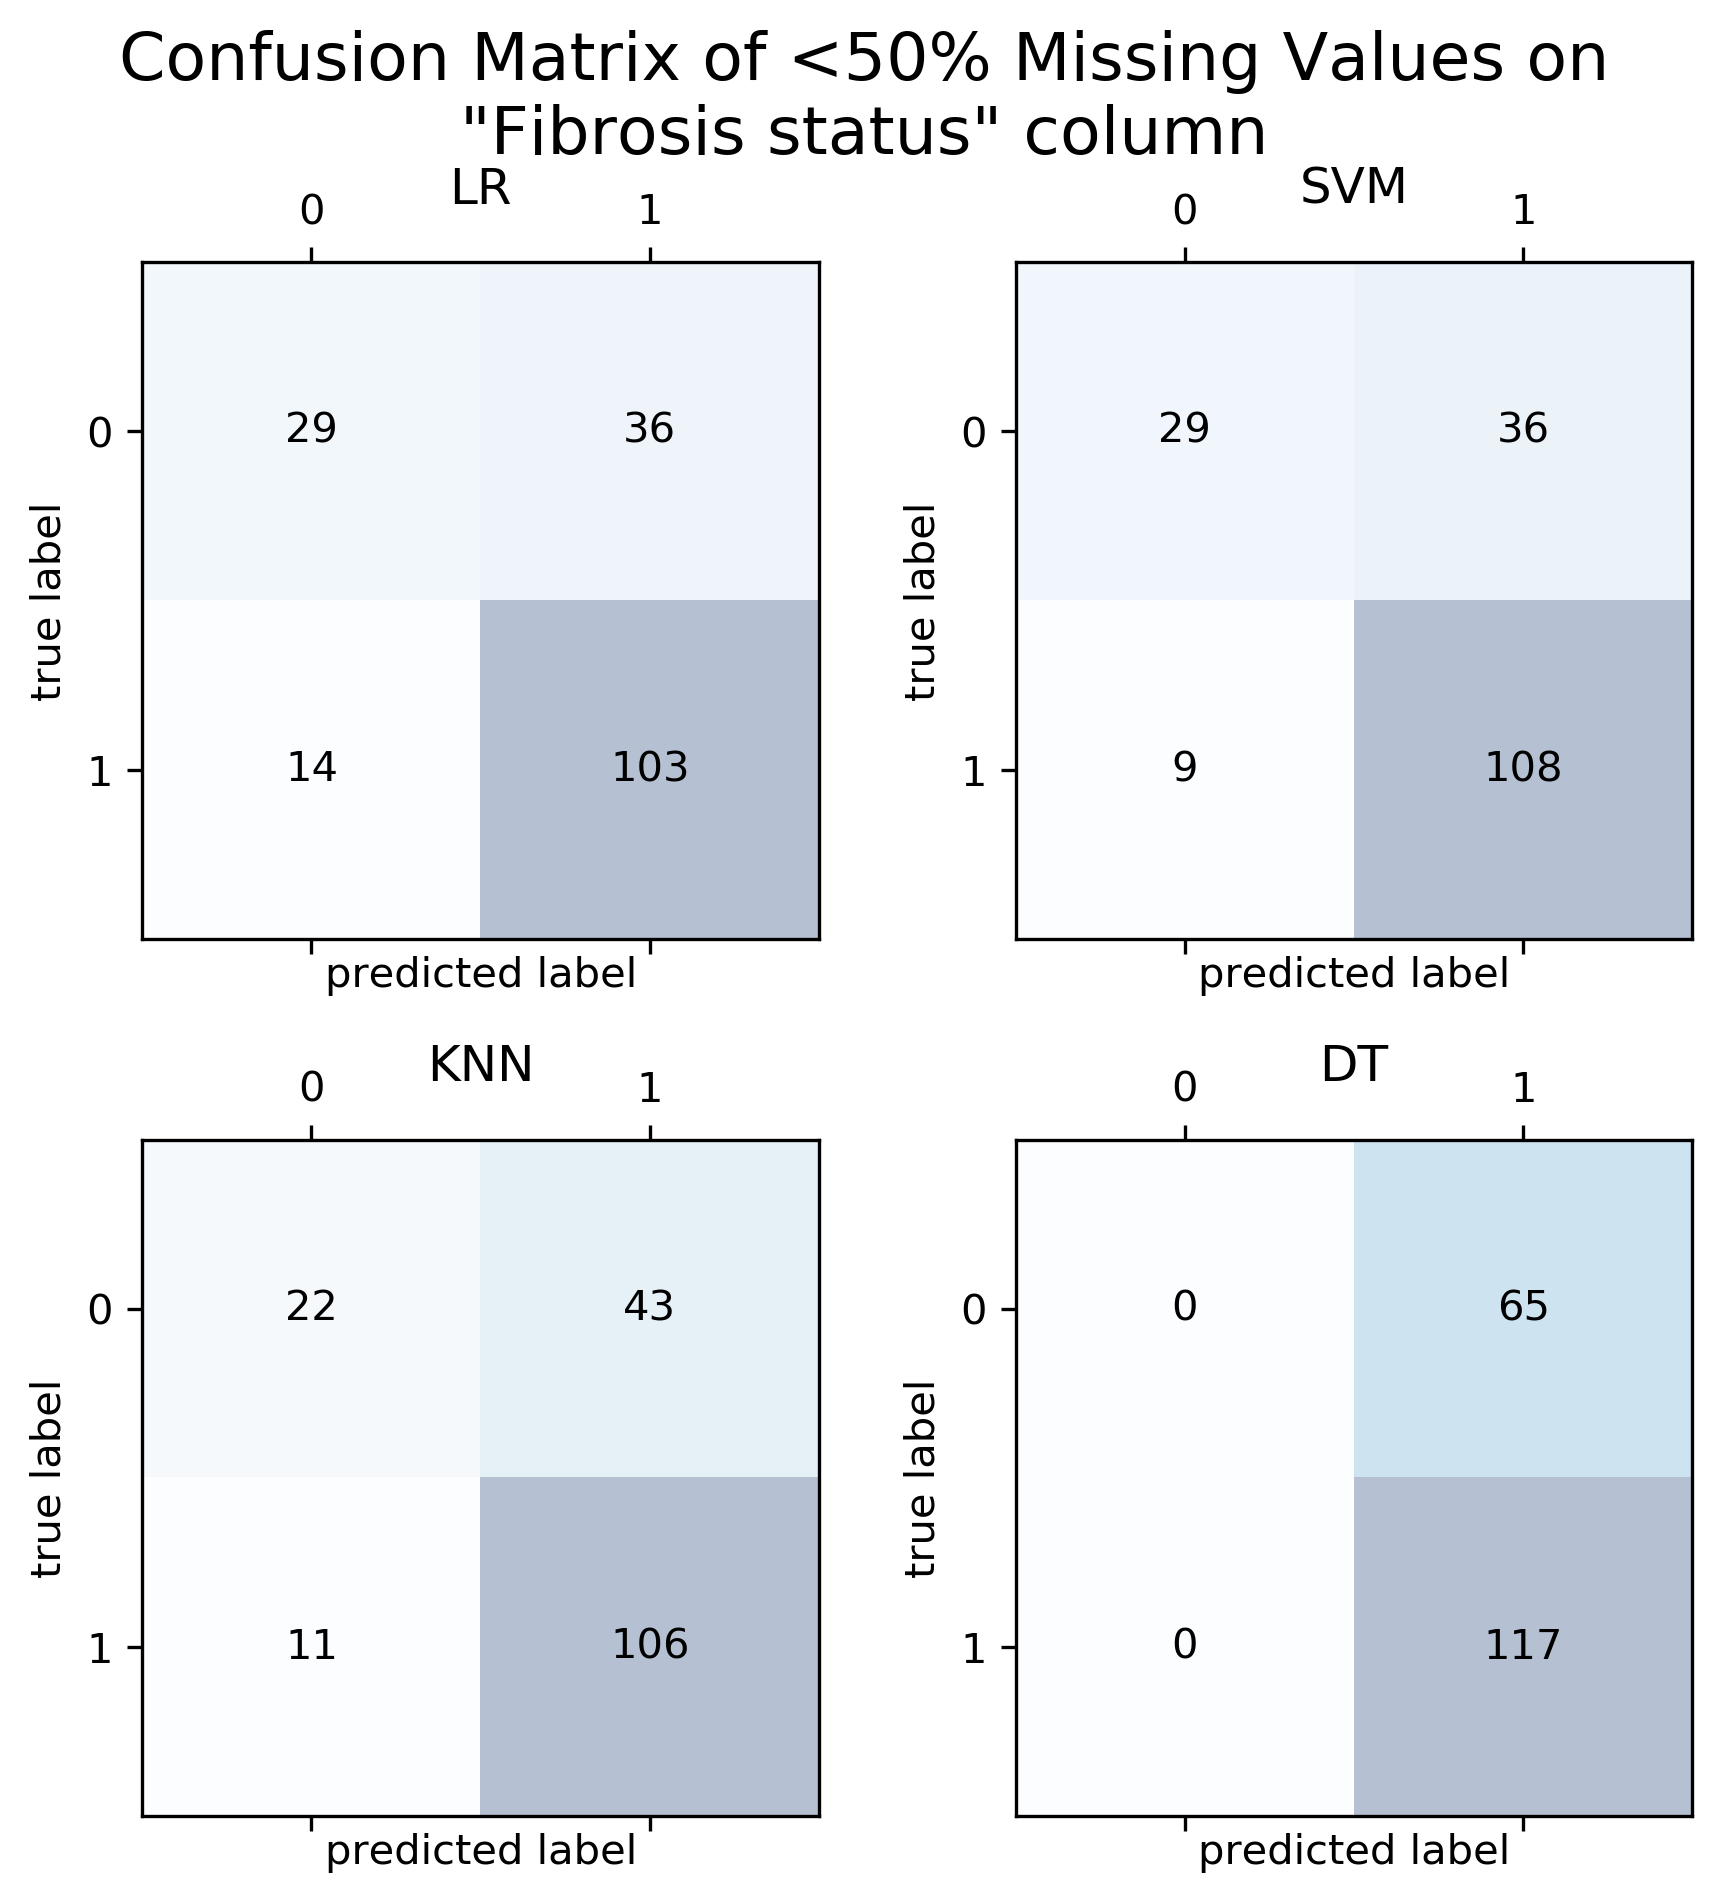 Confusion Matrix of <50% Missing Values on
"Fibrosis status" column
LR
0 1
0 29 36
1 14 103
true label
predicted label
SVM
0 1
0 29 36
1 9 108
true label
predicted label
KNN
0 1
0 22 43
1 11 106
true label
predicted label
DT
0 1
0 0 65
1 0 117
true label
predicted label